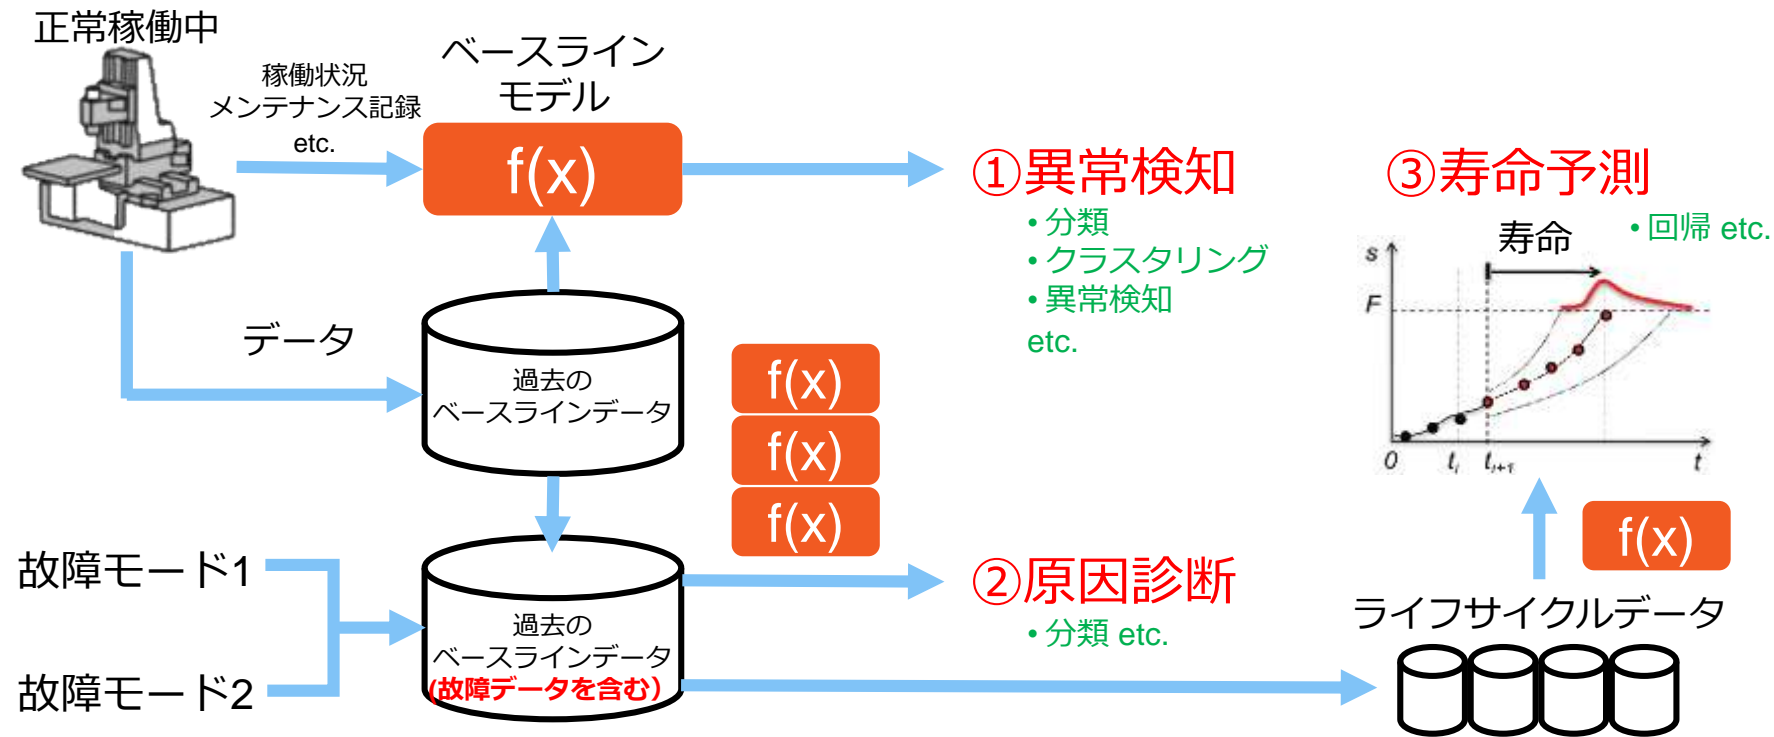 正常稼働中
稼働状況
メンテナンス記録
etc.
ベースライン
モデル
f(x)
①異常検知
• 分類
• クラスタリング
• 異常検知
etc.
③寿命予測
• 回帰 etc.
寿命
s
F
0
t_i
t_{i+1}
t
データ
過去の
ベースラインデータ
f(x)
f(x)
f(x)
故障モード1
故障モード2
過去の
ベースラインデータ
(故障データを含む）
②原因診断
• 分類 etc.
f(x)
ライフサイクルデータ